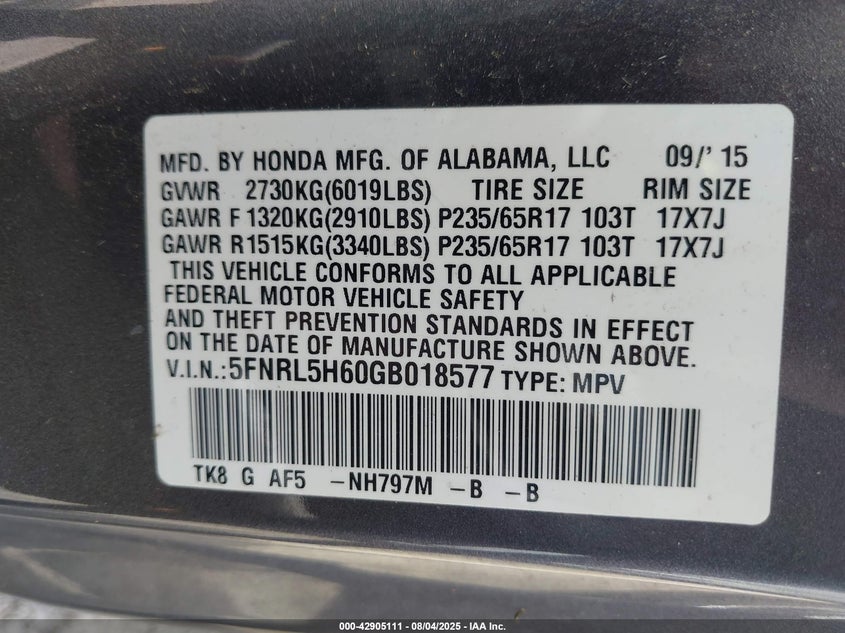 MFD. BY HONDA MFG. OF ALABAMA, LLC 09/' 15
GVWR 2730KG(6019LBS) TIRE SIZE RIM SIZE
GAWR F 1320KG(2910LBS) P235/65R17 103T 17X7J
GAWR R1515KG(3340LBS) P235/65R17 103T 17X7J
THIS VEHICLE CONFORMS TO ALL APPLICABLE
FEDERAL MOTOR VEHICLE SAFETY
AND THEFT PREVENTION STANDARDS IN EFFECT
ON THE DATE OF MANUFACTURE SHOWN ABOVE.
V.I.N.:5FNRL5H60GB018577 TYPE: MPV
TK8 G AF5 -NH797M -B -B
000-42905111 - 08/04/2025 - IAA Inc.